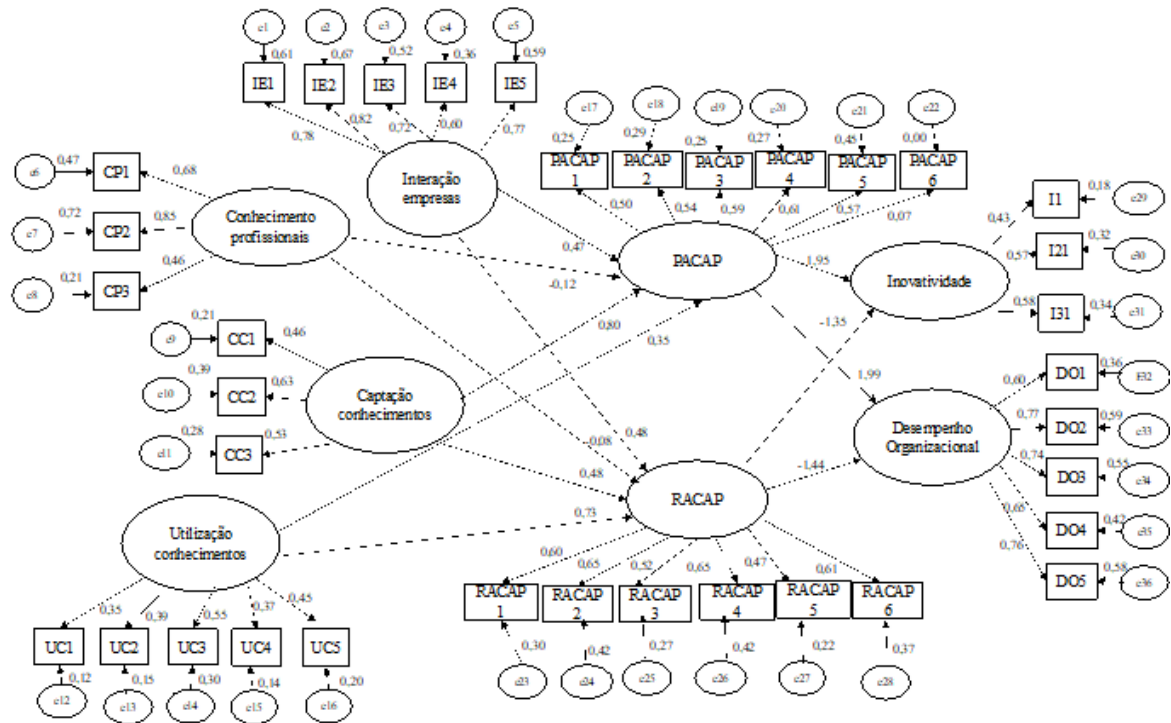 e1 e2 e3 e4 e5
0,61 0,67 0,52 0,36 0,59
IE1 IE2 IE3 IE4 IE5
0,78 0,82 0,72 0,60 0,77
Interação
empresas
e6 0,47 CP1 0,68
e7 0,72 CP2 0,85
e8 0,21 CP3 0,46
Conhecimento
profissionais
e17 e18 e19 e20 e21 e22
0,25 0,29 0,25 0,27 0,45 0,00
PACAP PACAP PACAP PACAP PACAP PACAP
1 2 3 4 5 6
0,50 0,54 0,59 0,61 0,57 0,07
PACAP
0,47
-0,12
0,80
0,35
1,95
-1,35
1,99
Inovatividade
0,43 I1 0,18 e29
0,57 I21 0,32 e30
0,58 I31 0,34 e31
e9 0,21 CC1 0,46
e10 0,39 CC2 0,63
e11 0,28 CC3 0,53
Captação
conhecimentos
0,48
-0,08
0,48
0,73
RACAP
-1,44
Desempenho
Organizacional
0,60 DO1 0,36 E32
0,77 DO2 0,59 e33
0,74 DO3 0,55 e34
DO4 0,42 e35
0,76 DO5 0,58 e36
Utilização
conhecimentos
0,35 0,39 0,55 0,37 0,45
UC1 UC2 UC3 UC4 UC5
0,12 0,15 0,30 0,14 0,20
e12 e13 e14 e15 e16
0,60 0,65 0,52 0,65 0,47 0,61
RACAP RACAP RACAP RACAP RACAP RACAP
1 2 3 4 5 6
0,30 0,42 0,27 0,42 0,22 0,37
e23 e24 e25 e26 e27 e28